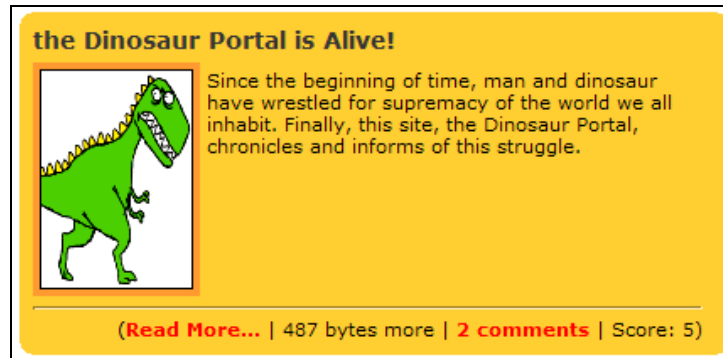 the Dinosaur Portal is Alive!
Since the beginning of time, man and dinosaur
have wrestled for supremacy of the world we all
inhabit. Finally, this site, the Dinosaur Portal,
chronicles and informs of this struggle.
(Read More... | 487 bytes more | 2 comments | Score: 5)